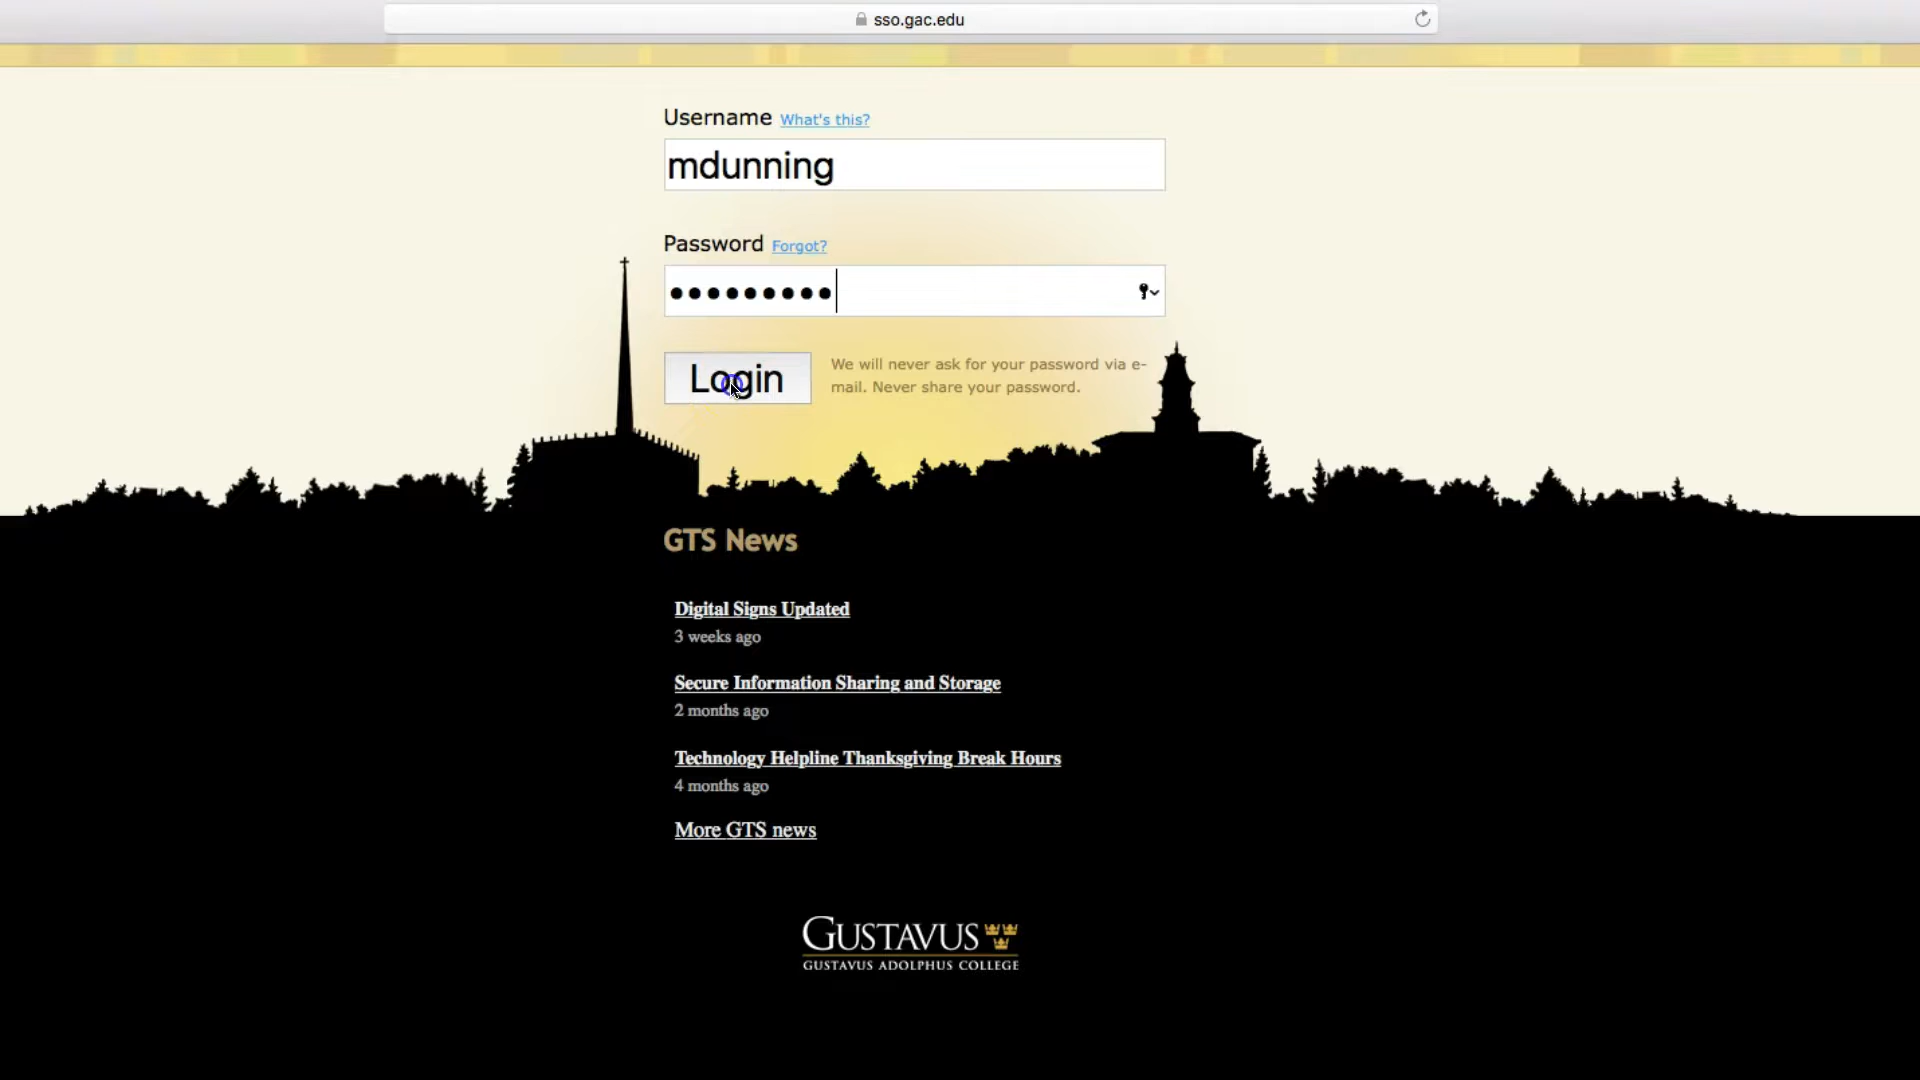 sso.gac.edu
Username What's this?
mdunning
Password Forgot?
Login
We will never ask for your password via e-
mail. Never share your password.
GTS News
Digital Signs Updated
3 weeks ago
Secure Information Sharing and Storage
2 months ago
Technology Helpline Thanksgiving Break Hours
4 months ago
More GTS news
GUSTAVUS
GUSTAVUS ADOLPHUS COLLEGE